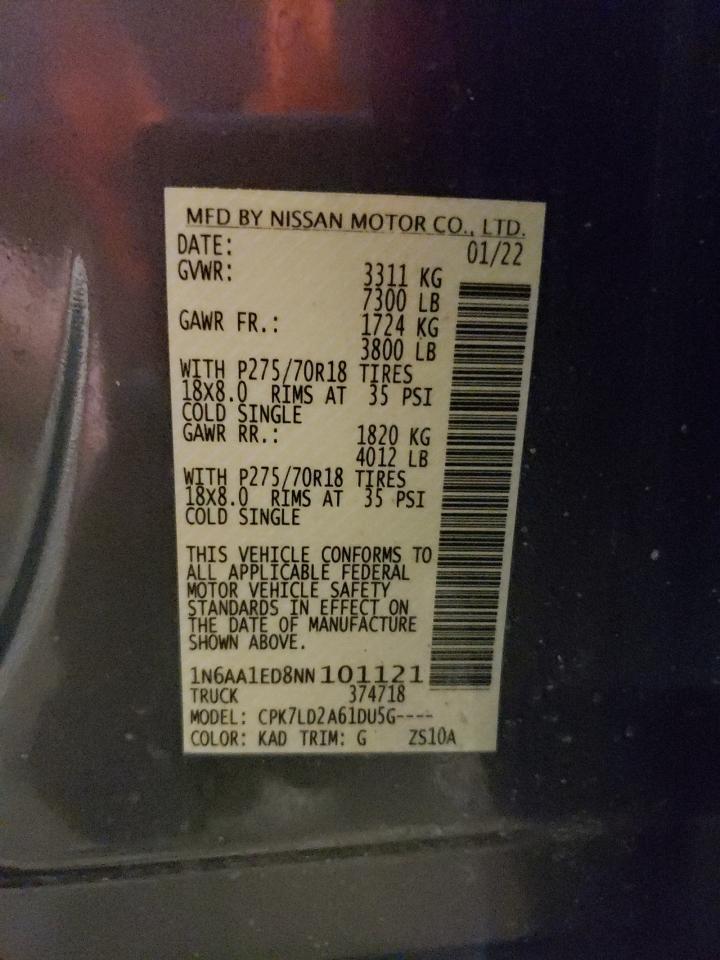 MFD BY NISSAN MOTOR CO., LTD.
DATE: 01/22
GVWR: 3311 KG
7300 LB
GAWR FR.: 1724 KG
3800 LB
WITH P275/70R18 TIRES
18X8.0 RIMS AT 35 PSI
COLD SINGLE
GAWR RR.: 1820 KG
4012 LB
WITH P275/70R18 TIRES
18X8.0 RIMS AT 35 PSI
COLD SINGLE
THIS VEHICLE CONFORMS TO
ALL APPLICABLE FEDERAL
MOTOR VEHICLE SAFETY
STANDARDS IN EFFECT ON
THE DATE OF MANUFACTURE
SHOWN ABOVE.
1N6AA1ED8NN101121
TRUCK 374718
MODEL: CPK7LD2A61DU5G----
COLOR: KAD TRIM: G ZS10A